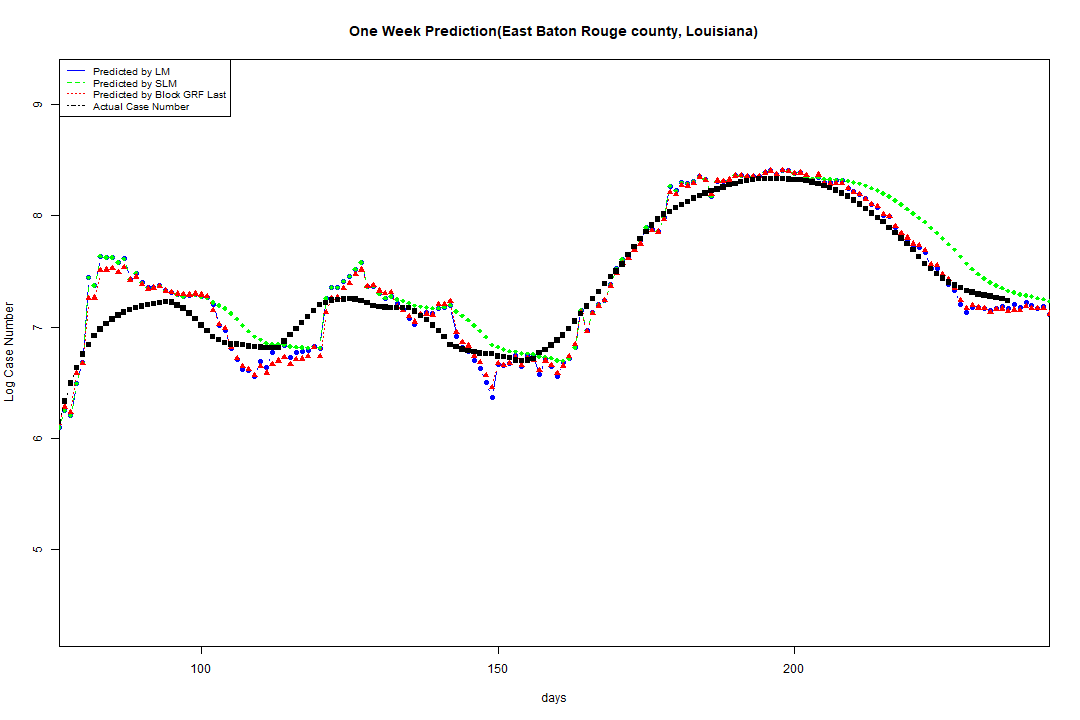 One Week Prediction(East Baton Rouge county, Louisiana)
Predicted by LM
Predicted by SLM
Predicted by Block GRF Last
Actual Case Number
9
8
7
6
5
Log Case Number
100 150 200
days